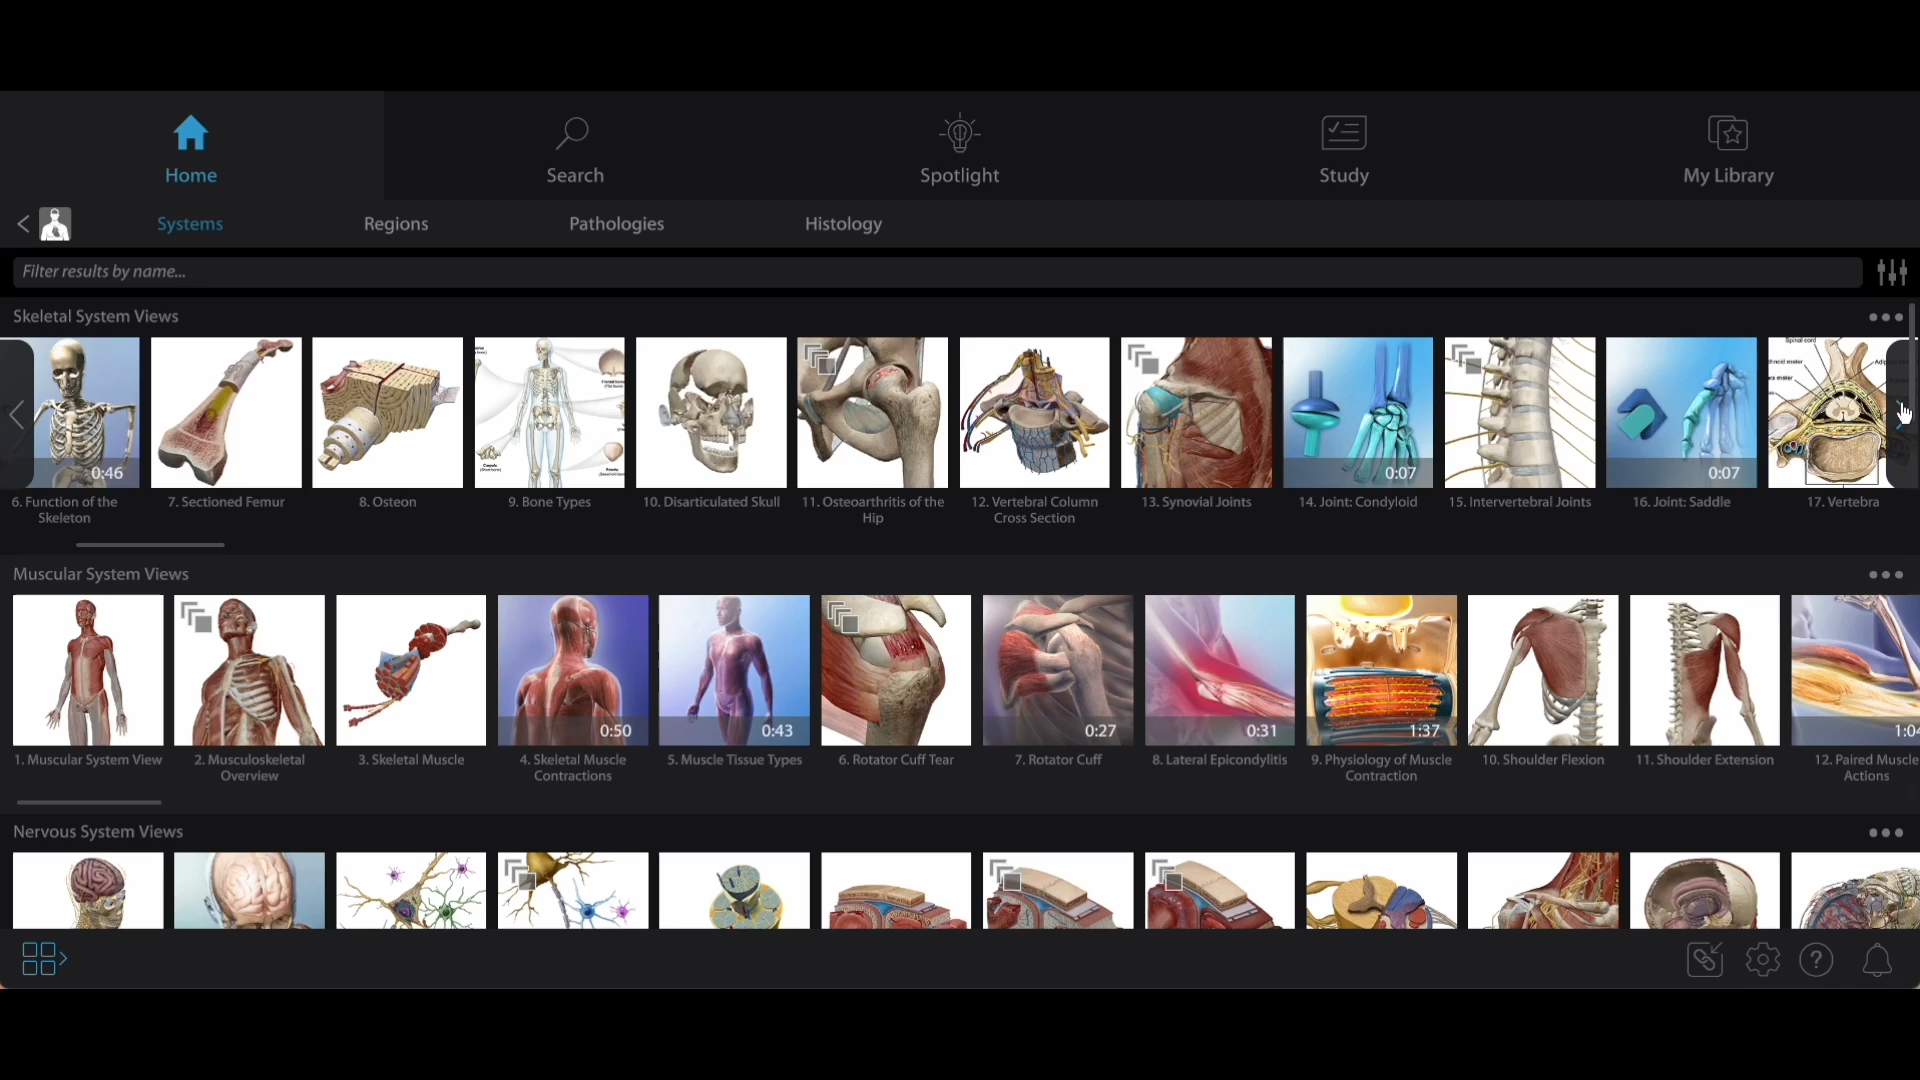 Home
Search
Spotlight
Study
My Library
Systems
Regions
Pathologies
Histology
Filter results by name...
Skeletal System Views
Spinal cord
0:46
0:07
0:07
6. Function of the
Skeleton
7. Sectioned Femur
8. Osteon
9. Bone Types
10. Disarticulated Skull
11. Osteoarthritis of the
Hip
12. Vertebral Column
Cross Section
13. Synovial Joints
14. Joint: Condyloid
15. Intervertebral Joints
16. Joint: Saddle
17. Vertebra
Muscular System Views
0:50
0:43
0:27
0:31
1:37
1:04
1. Muscular System View
2. Musculoskeletal
Overview
3. Skeletal Muscle
4. Skeletal Muscle
Contractions
5. Muscle Tissue Types
6. Rotator Cuff Tear
7. Rotator Cuff
8. Lateral Epicondylitis
9. Physiology of Muscle
Contraction
10. Shoulder Flexion
11. Shoulder Extension
12. Paired Muscle
Actions
Nervous System Views